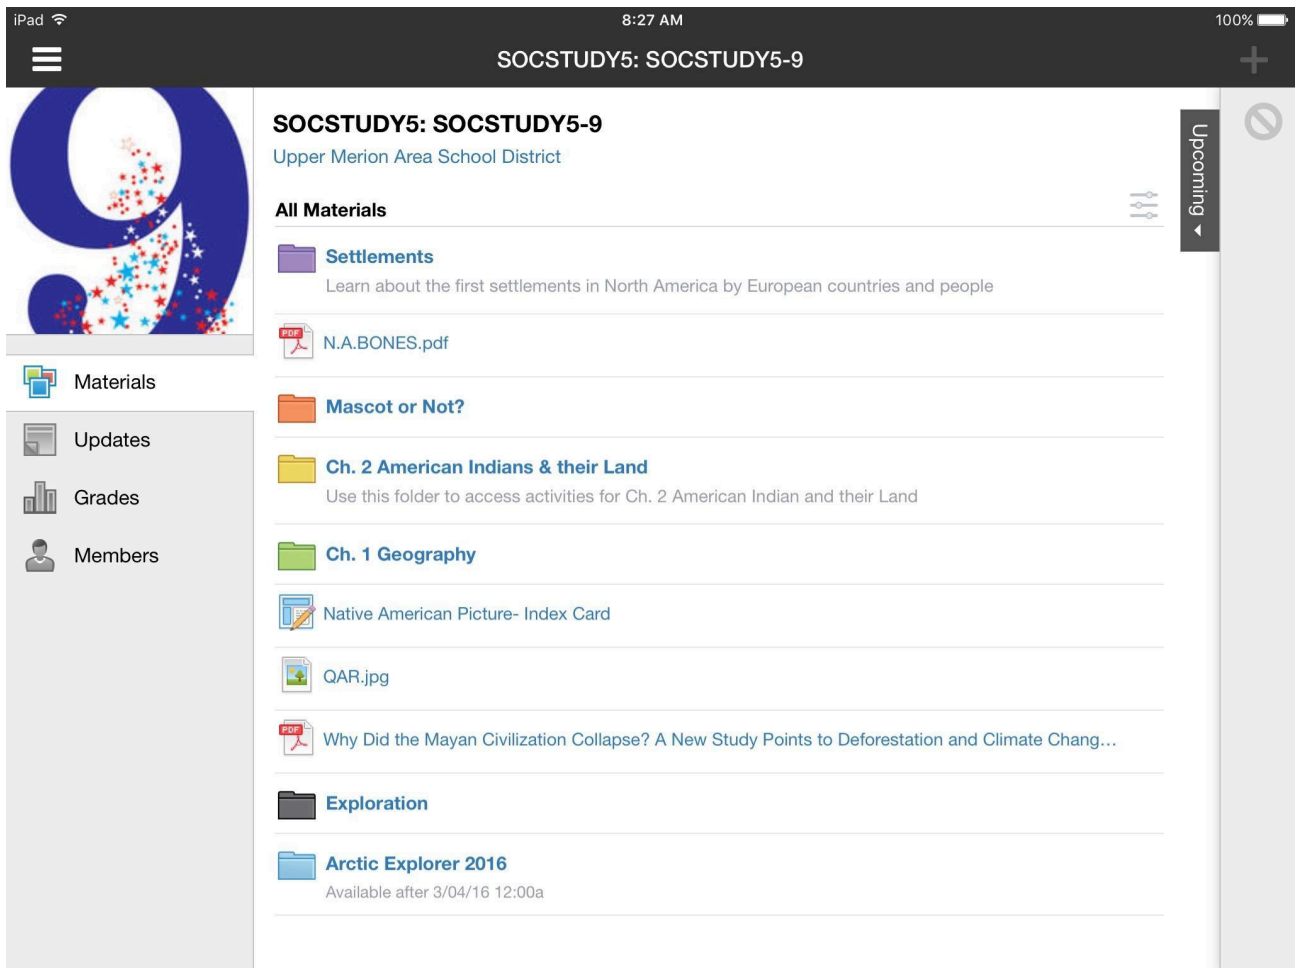 iPad 8:27 AM 100%
SOCSTUDY5: SOCSTUDY5-9
9
SOCSTUDY5: SOCSTUDY5-9
Upper Merion Area School District
Upcoming
All Materials
Settlements
Learn about the first settlements in North America by European countries and people
PDF
N.A.BONES.pdf
Materials
Mascot or Not?
Updates
Ch. 2 American Indians & their Land
Use this folder to access activities for Ch. 2 American Indian and their Land
Grades
Ch. 1 Geography
Members
Native American Picture- Index Card
QAR.jpg
PDF
Why Did the Mayan Civilization Collapse? A New Study Points to Deforestation and Climate Chang…
Exploration
Arctic Explorer 2016
Available after 3/04/16 12:00a